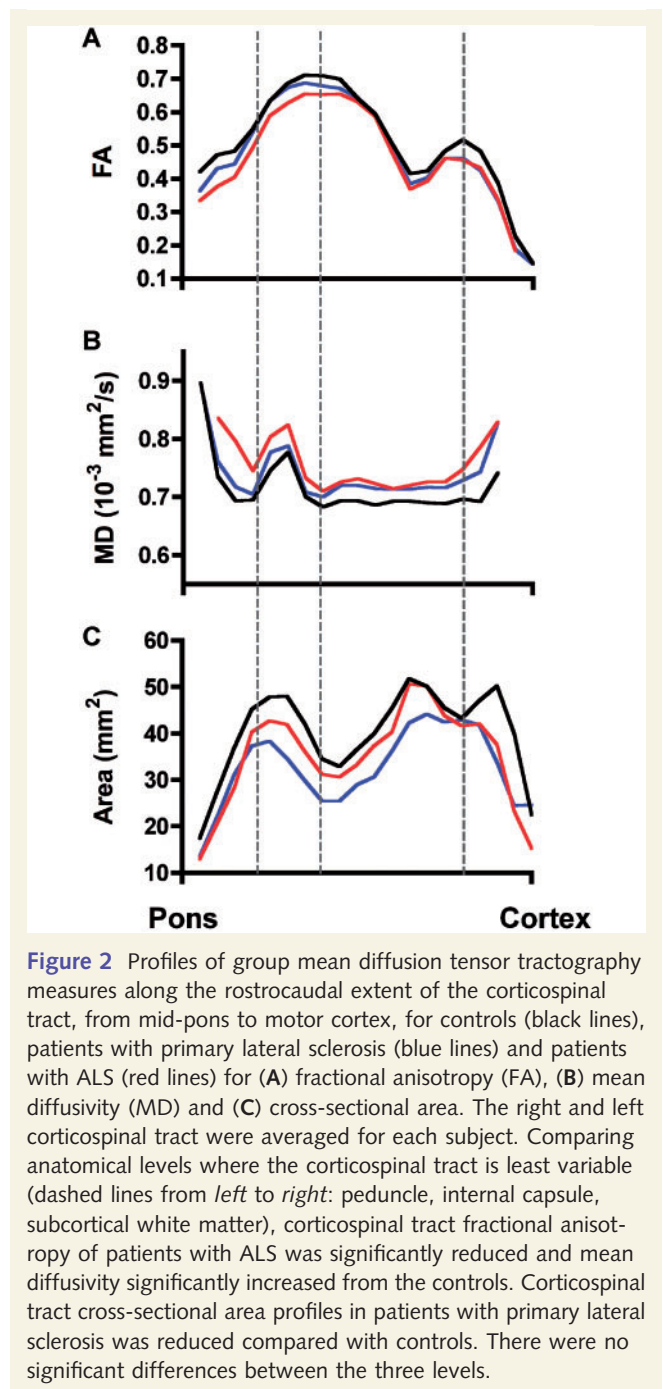 A
0.8
0.7
0.6
0.5
0.4
0.3
0.2
0.1
FA
B
0.9
0.8
0.7
0.6
MD (10⁻³ mm²/s)
C
60
50
40
30
20
10
Area (mm²)
Pons Cortex
Figure 2 Profiles of group mean diffusion tensor tractography
measures along the rostrocaudal extent of the corticospinal
tract, from mid-pons to motor cortex, for controls (black lines),
patients with primary lateral sclerosis (blue lines) and patients
with ALS (red lines) for (A) fractional anisotropy (FA), (B) mean
diffusivity (MD) and (C) cross-sectional area. The right and left
corticospinal tract were averaged for each subject. Comparing
anatomical levels where the corticospinal tract is least variable
(dashed lines from left to right: peduncle, internal capsule,
subcortical white matter), corticospinal tract fractional anisot-
ropy of patients with ALS was significantly reduced and mean
diffusivity significantly increased from the controls. Corticospinal
tract cross-sectional area profiles in patients with primary lateral
sclerosis was reduced compared with controls. There were no
significant differences between the three levels.